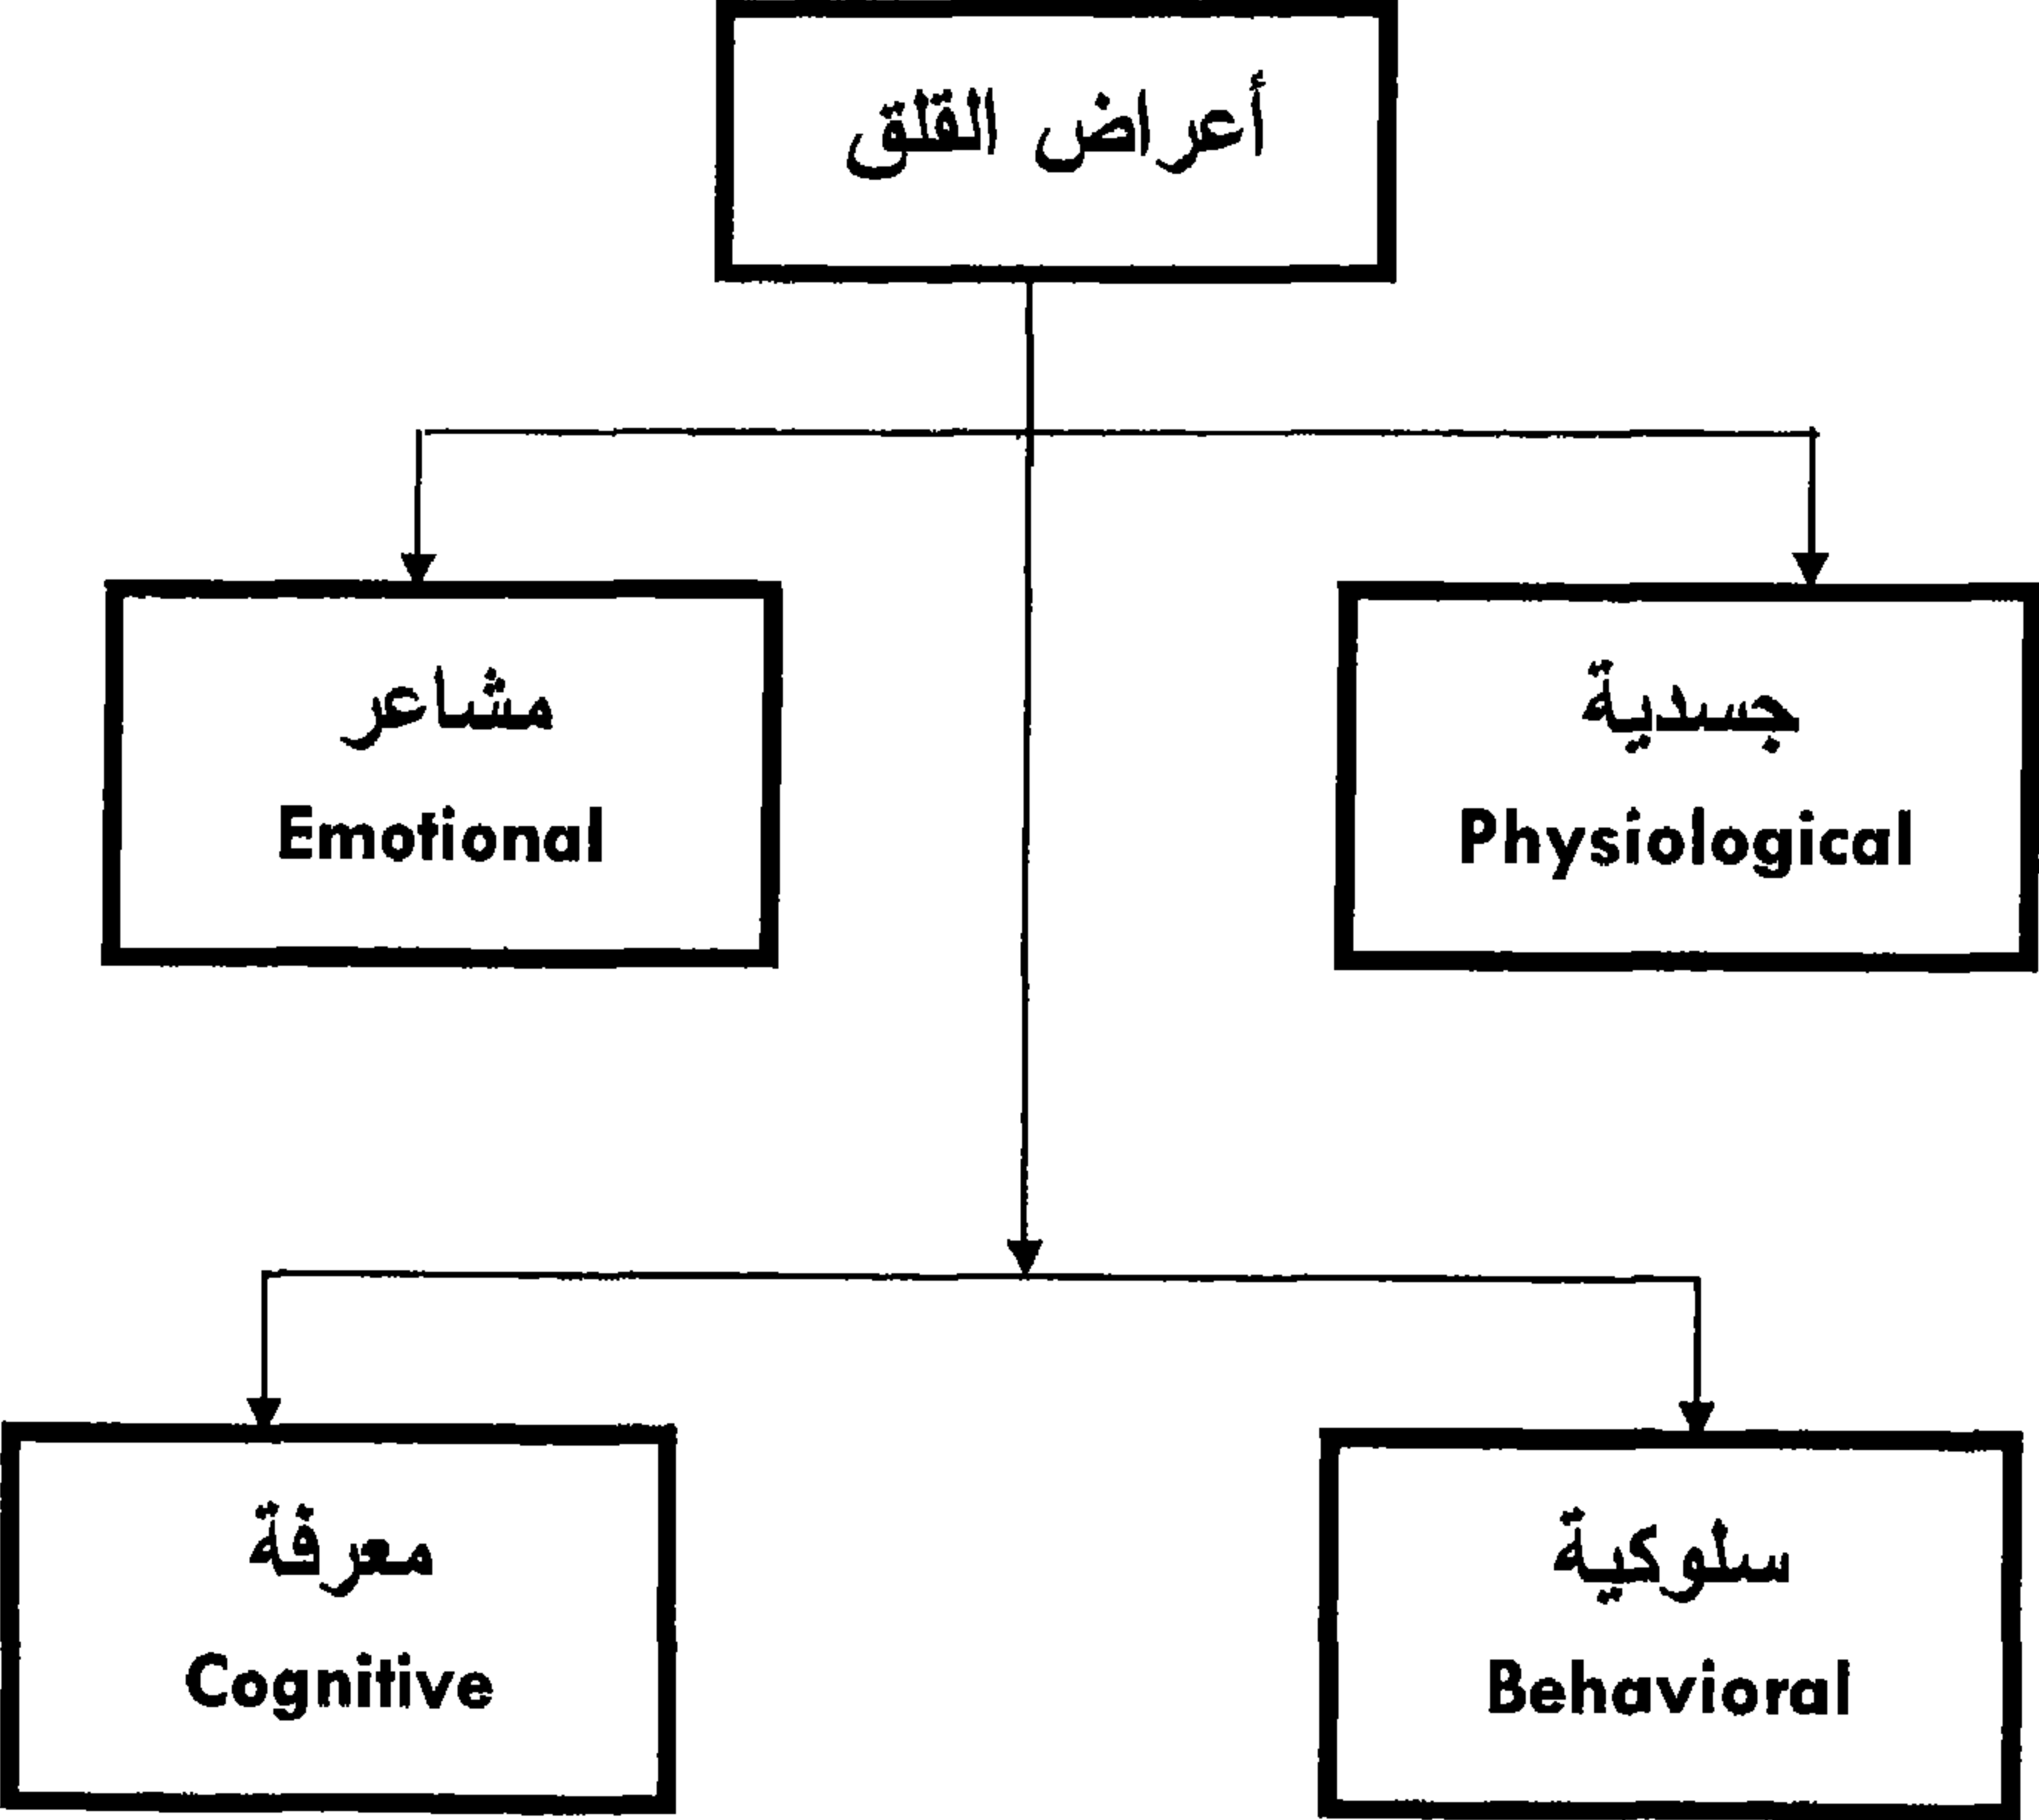 أعراض القلق
جسدية
Physiological
مشاعر
Emotional
سلوكية
Behavioral
معرفة
Cognitive